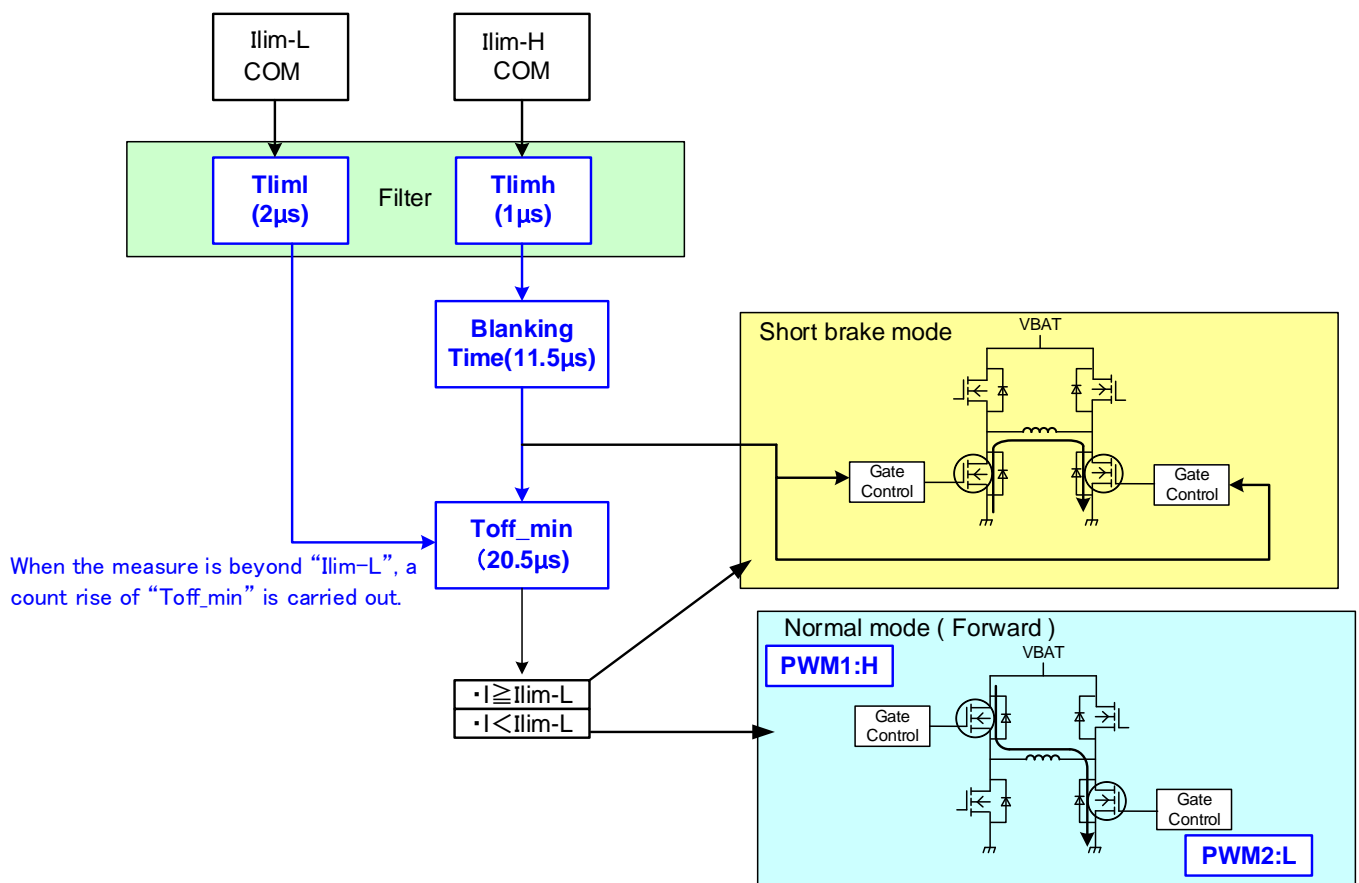 Ilim-L
COM
Ilim-H
COM
Tliml
(2μs)
Filter
Tlimh
(1μs)
Blanking
Time(11.5μs)
Short brake mode
VBAT
Gate
Control
Gate
Control
Toff_min
(20.5μs)
When the measure is beyond “Ilim-L”, a
count rise of “Toff_min” is carried out.
・I≧Ilim-L
・I<Ilim-L
Normal mode ( Forward )
VBAT
PWM1:H
Gate
Control
Gate
Control
PWM2:L